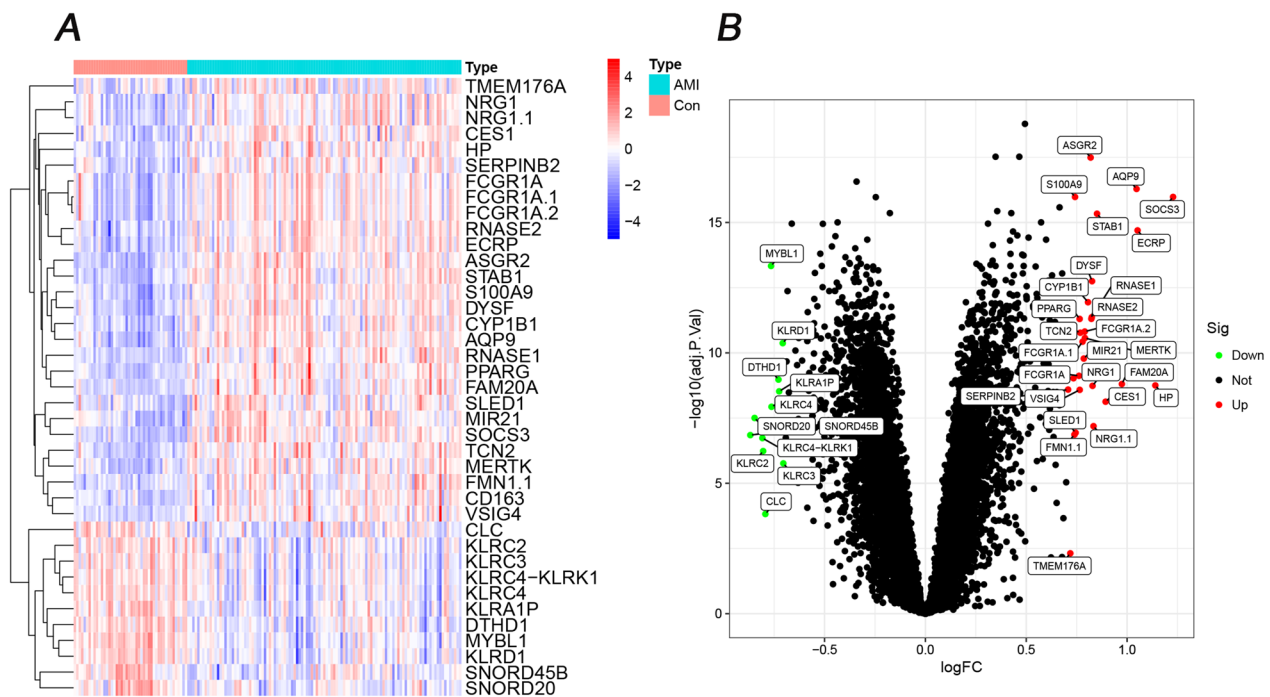 A
Type
TMEM176A
NRG1
NRG1.1
CES1
HP
SERPINB2
FCGR1A
FCGR1A.1
FCGR1A.2
RNASE2
ECRP
ASGR2
STAB1
S100A9
DYSF
CYP1B1
AQP9
RNASE1
PPARG
FAM20A
SLED1
MIR21
SOCS3
TCN2
MERTK
FMN1.1
CD163
VSIG4
CLC
KLRC2
KLRC3
KLRC4−KLRK1
KLRC4
KLRA1P
DTHD1
MYBL1
KLRD1
SNORD45B
SNORD20
4
2
0
−2
−4
Type
AMI
Con
B
−log10(adj.P.Val)
15
10
5
0
−0.5
0.0
0.5
1.0
logFC
ASGR2
AQP9
S100A9
SOCS3
STAB1
ECRP
MYBL1
DYSF
CYP1B1
RNASE1
PPARG
RNASE2
KLRD1
TCN2
FCGR1A.2
FCGR1A.1
MIR21
MERTK
DTHD1
FCGR1A
NRG1
FAM20A
KLRA1P
SERPINB2
VSIG4
CES1
HP
KLRC4
SNORD20
SNORD45B
SLED1
KLRC4−KLRK1
FMN1.1
NRG1.1
KLRC2
KLRC3
CLC
TMEM176A
Sig
Down
Not
Up